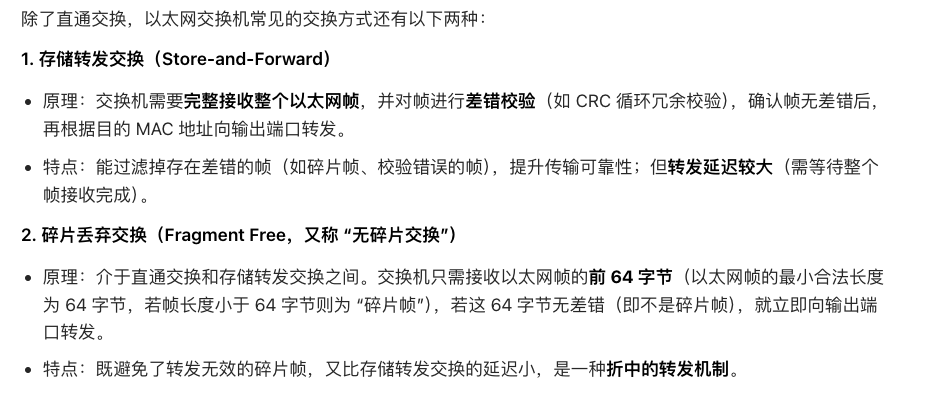 除了直通交换，以太网交换机常见的交换方式还有以下两种：
1. 存储转发交换（Store-and-Forward）
• 原理：交换机需要完整接收整个以太网帧，并对帧进行差错校验（如 CRC 循环冗余校验），确认帧无差错后，
再根据目的 MAC 地址向输出端口转发。
• 特点：能过滤掉存在差错的帧（如碎片帧、校验错误的帧），提升传输可靠性；但转发延迟较大（需等待整个
帧接收完成）。
2. 碎片丢弃交换（Fragment Free，又称 “无碎片交换”）
• 原理：介于直通交换和存储转发交换之间。交换机只需接收以太网帧的前 64 字节（以太网帧的最小合法长度
为 64 字节，若帧长度小于 64 字节则为 “碎片帧”），若这 64 字节无差错（即不是碎片帧），就立即向输出端
口转发。
• 特点：既避免了转发无效的碎片帧，又比存储转发交换的延迟小，是一种折中的转发机制。